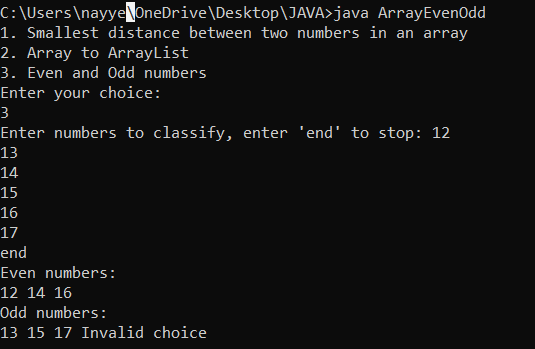 C:\Users\nayye\OneDrive\Desktop\JAVA>java ArrayEvenOdd
1. Smallest distance between two numbers in an array
2. Array to ArrayList
3. Even and Odd numbers
Enter your choice:
3
Enter numbers to classify, enter 'end' to stop: 12
13
14
15
16
17
end
Even numbers:
12 14 16
Odd numbers:
13 15 17 Invalid choice